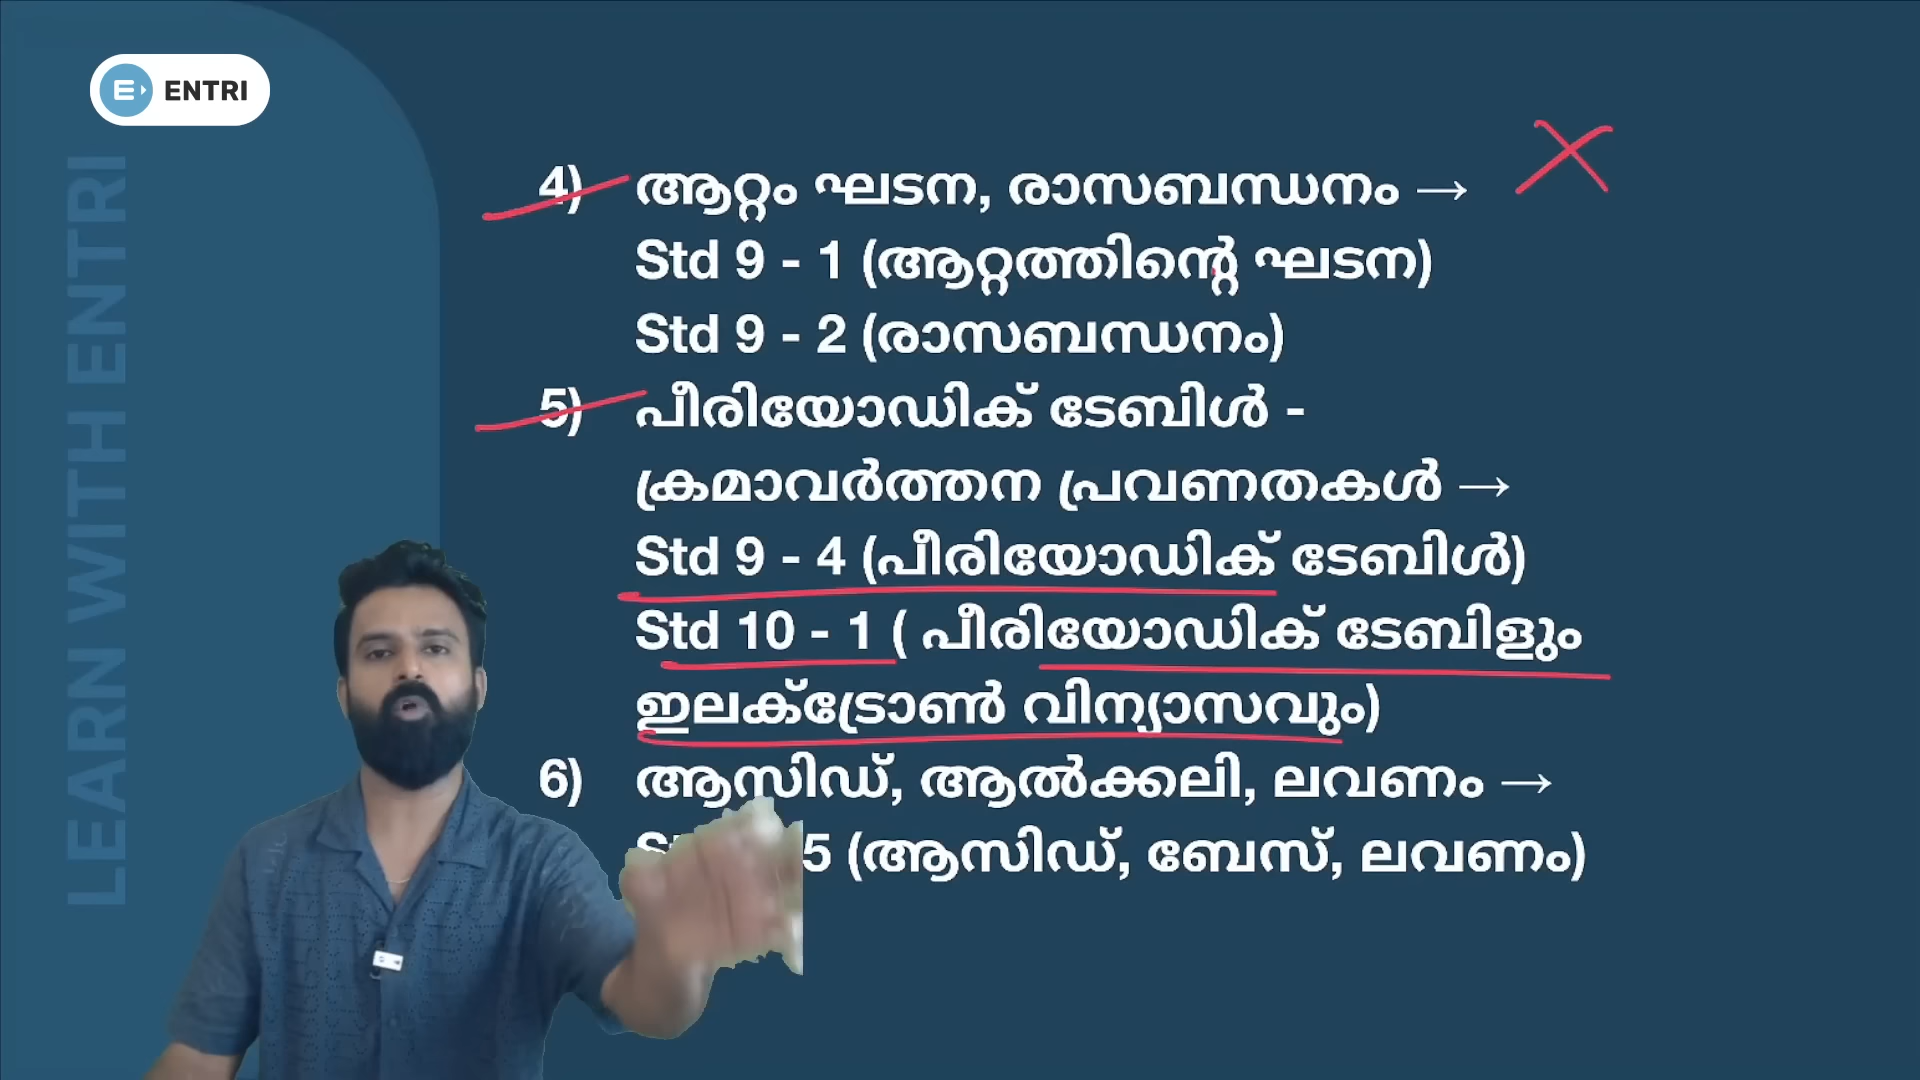 ENTRI
LEARN WITH ENTRI
4) ആറ്റം ഘടന, രാസബന്ധനം →
Std 9 - 1 (ആറ്റത്തിന്റെ ഘടന)
Std 9 - 2 (രാസബന്ധനം)
5) പീരിയോഡിക് ടേബിൾ -
ക്രമാവർത്തന പ്രവണതകൾ →
Std 9 - 4 (പീരിയോഡിക് ടേബിൾ)
Std 10 - 1 ( പീരിയോഡിക് ടേബിളും
ഇലക്ട്രോൺ വിന്യാസവും)
6) ആസിഡ്, ആൽക്കലി, ലവണം →
5 (ആസിഡ്, ബേസ്, ലവണം)